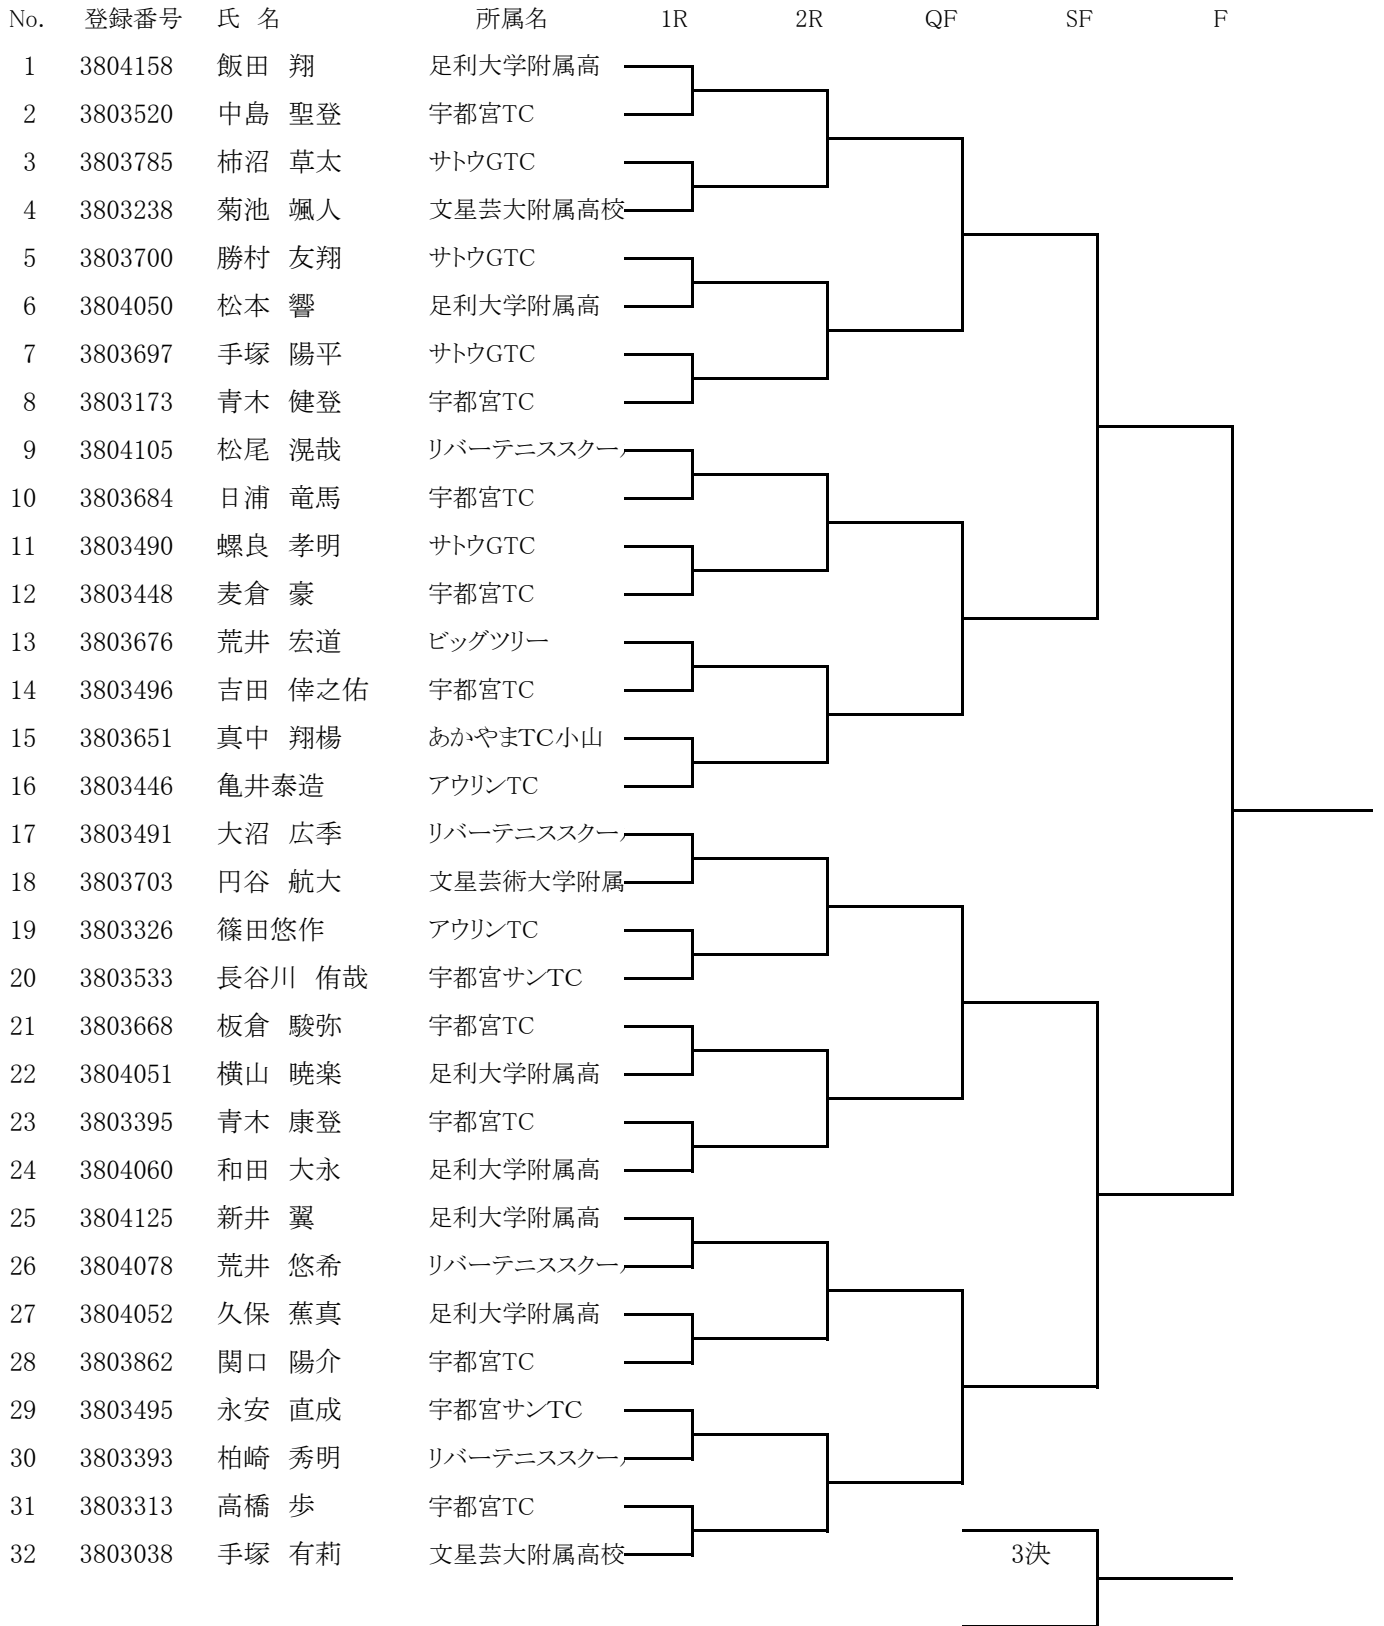 No. 登録番号 氏 名 所属名 1R 2R QF SF F
1 3804158 飯田 翔 足利大学附属高
2 3803520 中島 聖登 宇都宮TC
3 3803785 柿沼 草太 サトウGTC
4 3803238 菊池 颯人 文星芸大附属高校
5 3803700 勝村 友翔 サトウGTC
6 3804050 松本 響 足利大学附属高
7 3803697 手塚 陽平 サトウGTC
8 3803173 青木 健登 宇都宮TC
9 3804105 松尾 滉哉 リバーテニススクー
10 3803684 日浦 竜馬 宇都宮TC
11 3803490 螺良 孝明 サトウGTC
12 3803448 麦倉 豪 宇都宮TC
13 3803676 荒井 宏道 ビッグツリー
14 3803496 吉田 倖之佑 宇都宮TC
15 3803651 真中 翔楊 あかやまTC小山
16 3803446 亀井泰造 アウリンTC
17 3803491 大沼 広季 リバーテニススクー
18 3803703 円谷 航大 文星芸術大学附属
19 3803326 篠田悠作 アウリンTC
20 3803533 長谷川 侑哉 宇都宮サンTC
21 3803668 板倉 駿弥 宇都宮TC
22 3804051 横山 暁楽 足利大学附属高
23 3803395 青木 康登 宇都宮TC
24 3804060 和田 大永 足利大学附属高
25 3804125 新井 翼 足利大学附属高
26 3804078 荒井 悠希 リバーテニススクー
27 3804052 久保 蕉真 足利大学附属高
28 3803862 関口 陽介 宇都宮TC
29 3803495 永安 直成 宇都宮サンTC
30 3803393 柏崎 秀明 リバーテニススクー
31 3803313 高橋 歩 宇都宮TC
32 3803038 手塚 有莉 文星芸大附属高校 3決